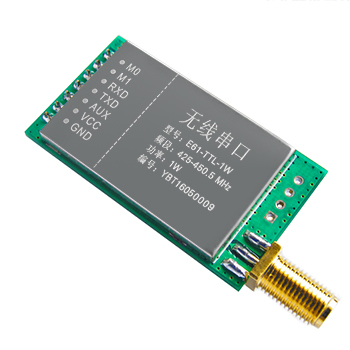 M0
M1
RXD
TXD
AUX
VCC
GND
无线串口
型号: E61-TTL-1W
频段: 425-450.5 MHz
功率: 1W
编号: YBT16050009